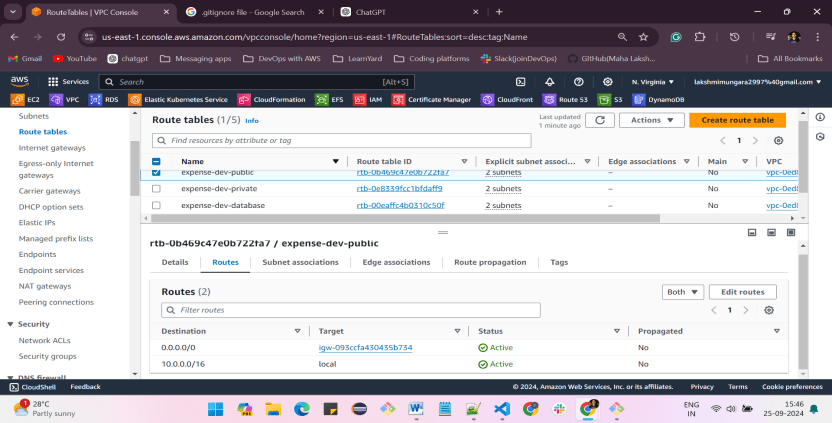 RouteTables | VPC Console
.gitignore file - Google Search
ChatGPT
us-east-1.console.aws.amazon.com/vpcconsole/home?region=us-east-1#RouteTables:sort=desc:tag:Name
Gmail YouTube chatgpt Messaging apps DevOps with AWS LearnYard Coding platforms Slack(joinDevOps) GItHub(Maha Laksh... All Bookmarks
aws Services Search [Alt+S] N. Virginia lakshmimungara2997%40gmail.com
EC2 VPC RDS Elastic Kubernetes Service CloudFormation EFS IAM Certificate Manager CloudFront Route 53 S3 DynamoDB
Subnets
Route tables
Internet gateways
Egress-only Internet gateways
Carrier gateways
DHCP option sets
Elastic IPs
Managed prefix lists
Endpoints
Endpoint services
NAT gateways
Peering connections
Security
Network ACLs
Security groups
DNS firewall
Route tables (1/5) Info
Last updated
1 minute ago
Actions
Create route table
Find resources by attribute or tag
1
Name Route table ID Explicit subnet associ... Edge associations Main VPC
expense-dev-public rtb-0b469c47e0b722fa7 2 subnets – No vpc-0ed8
expense-dev-private rtb-0e8339fcc1bfdaff9 2 subnets – No vpc-0ed8
expense-dev-database rtb-00eaffc4b0310c50f 2 subnets – No vpc-0ed8
rtb-0b469c47e0b722fa7 / expense-dev-public
Details Routes Subnet associations Edge associations Route propagation Tags
Routes (2)
Both
Edit routes
Filter routes
1
Destination Target Status Propagated
0.0.0.0/0 igw-093ccfa430435b734 Active No
10.0.0.0/16 local Active No
CloudShell Feedback © 2024, Amazon Web Services, Inc. or its affiliates. Privacy Terms Cookie preferences
1
28°C
Partly sunny
ENG
IN
15:46
25-09-2024